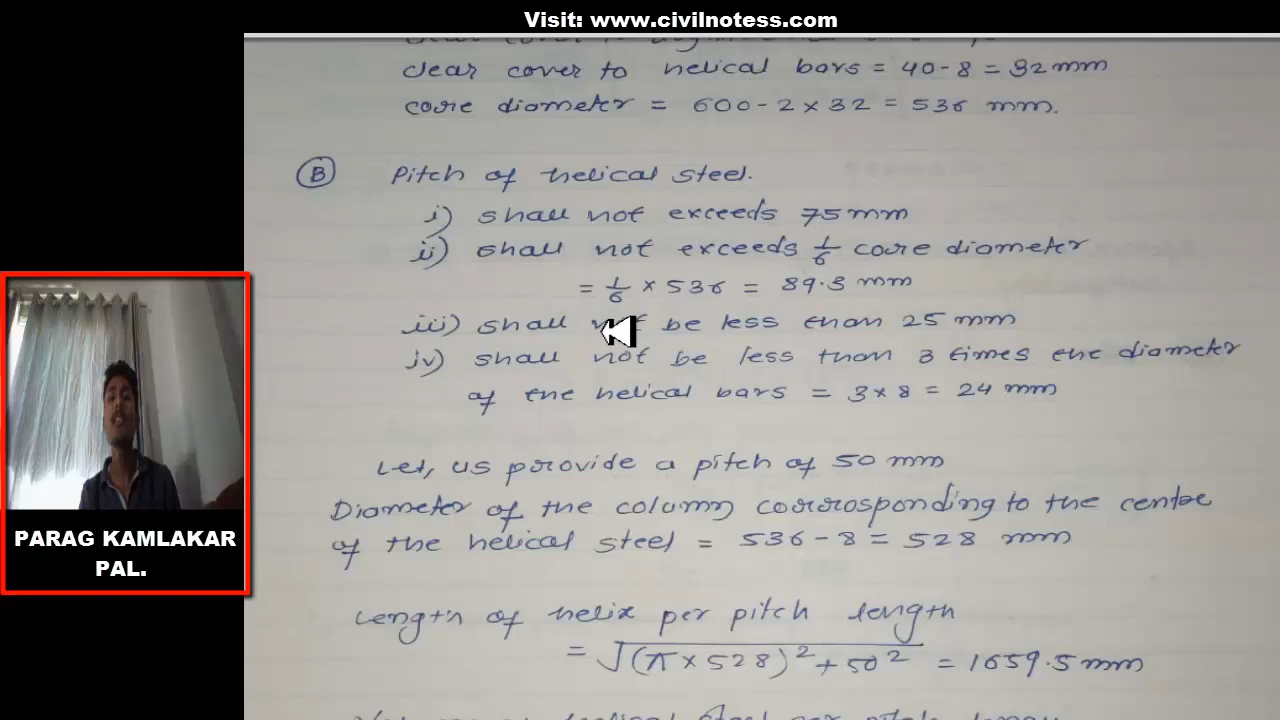 Visit: www.civilnotess.com
clear cover to helical bars = 40-8 = 32 mm
core diameter = 600-2×32 = 536 mm.
B Pitch of helical steel.
i) shall not exceeds 75 mm
ii) shall not exceeds 1/6 core diameter
= 1/6 × 536 = 89.3 mm
iii) shall not be less than 25 mm
iv) shall not be less than 3 times the diameter
of the helical bars = 3×8 = 24 mm
Let, us provide a pitch of 50 mm
Diameter of the column corrosponding to the centre
of the helical steel = 536-8 = 528 mm
Length of helix per pitch length
= √(π×528)²+50² = 1659.5 mm
PARAG KAMLAKAR
PAL.